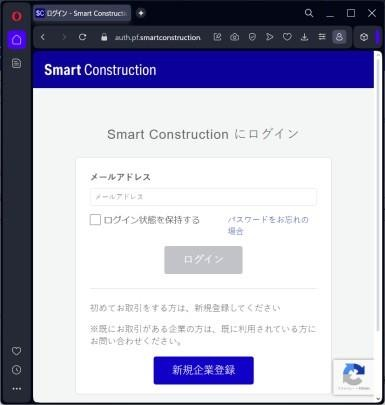 ログイン - Smart Constructi
auth.pf.smartconstruction.
Smart Construction
Smart Construction にログイン
メールアドレス
メールアドレス
ログイン状態を保持する
パスワードをお忘れの
場合
ログイン
初めてお取引をする方は、新規登録してください
※既にお取引がある企業の方は、既に利用されている方に
お問い合わせください。
新規企業登録